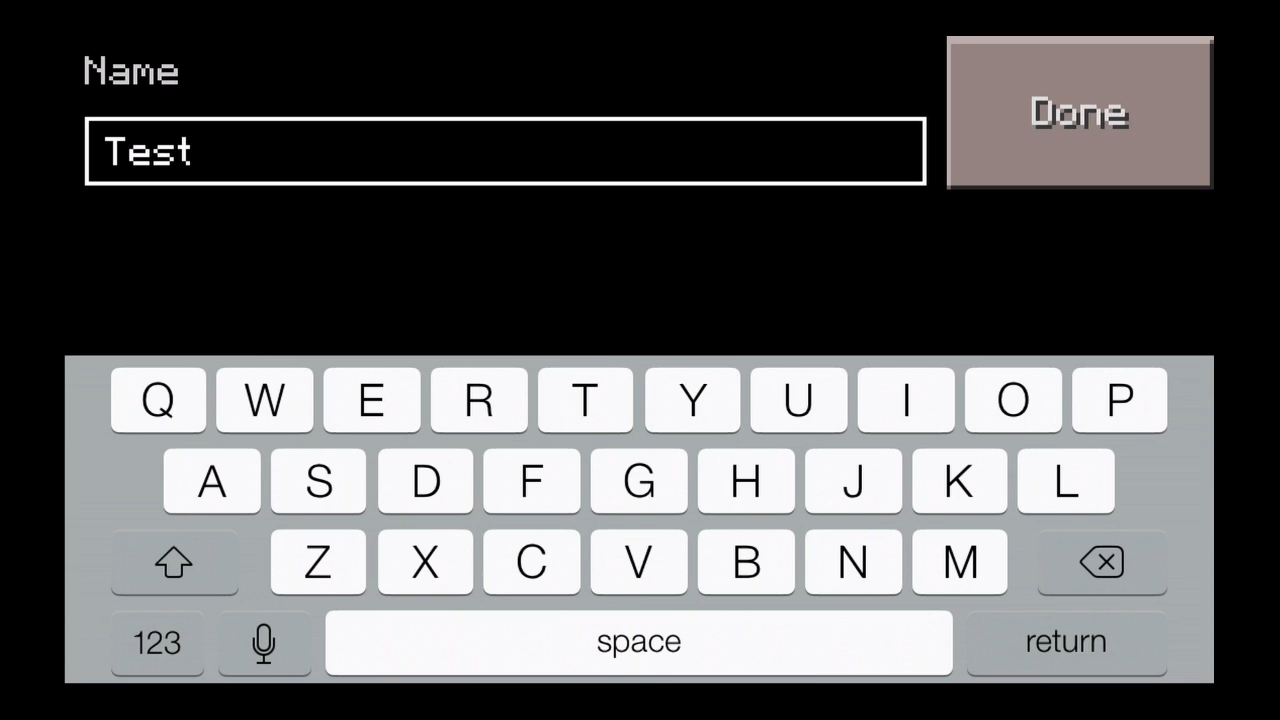 Name
Test
Done
Q W E R T Y U I O P
A S D F G H J K L
Z X C V B N M
123 space return